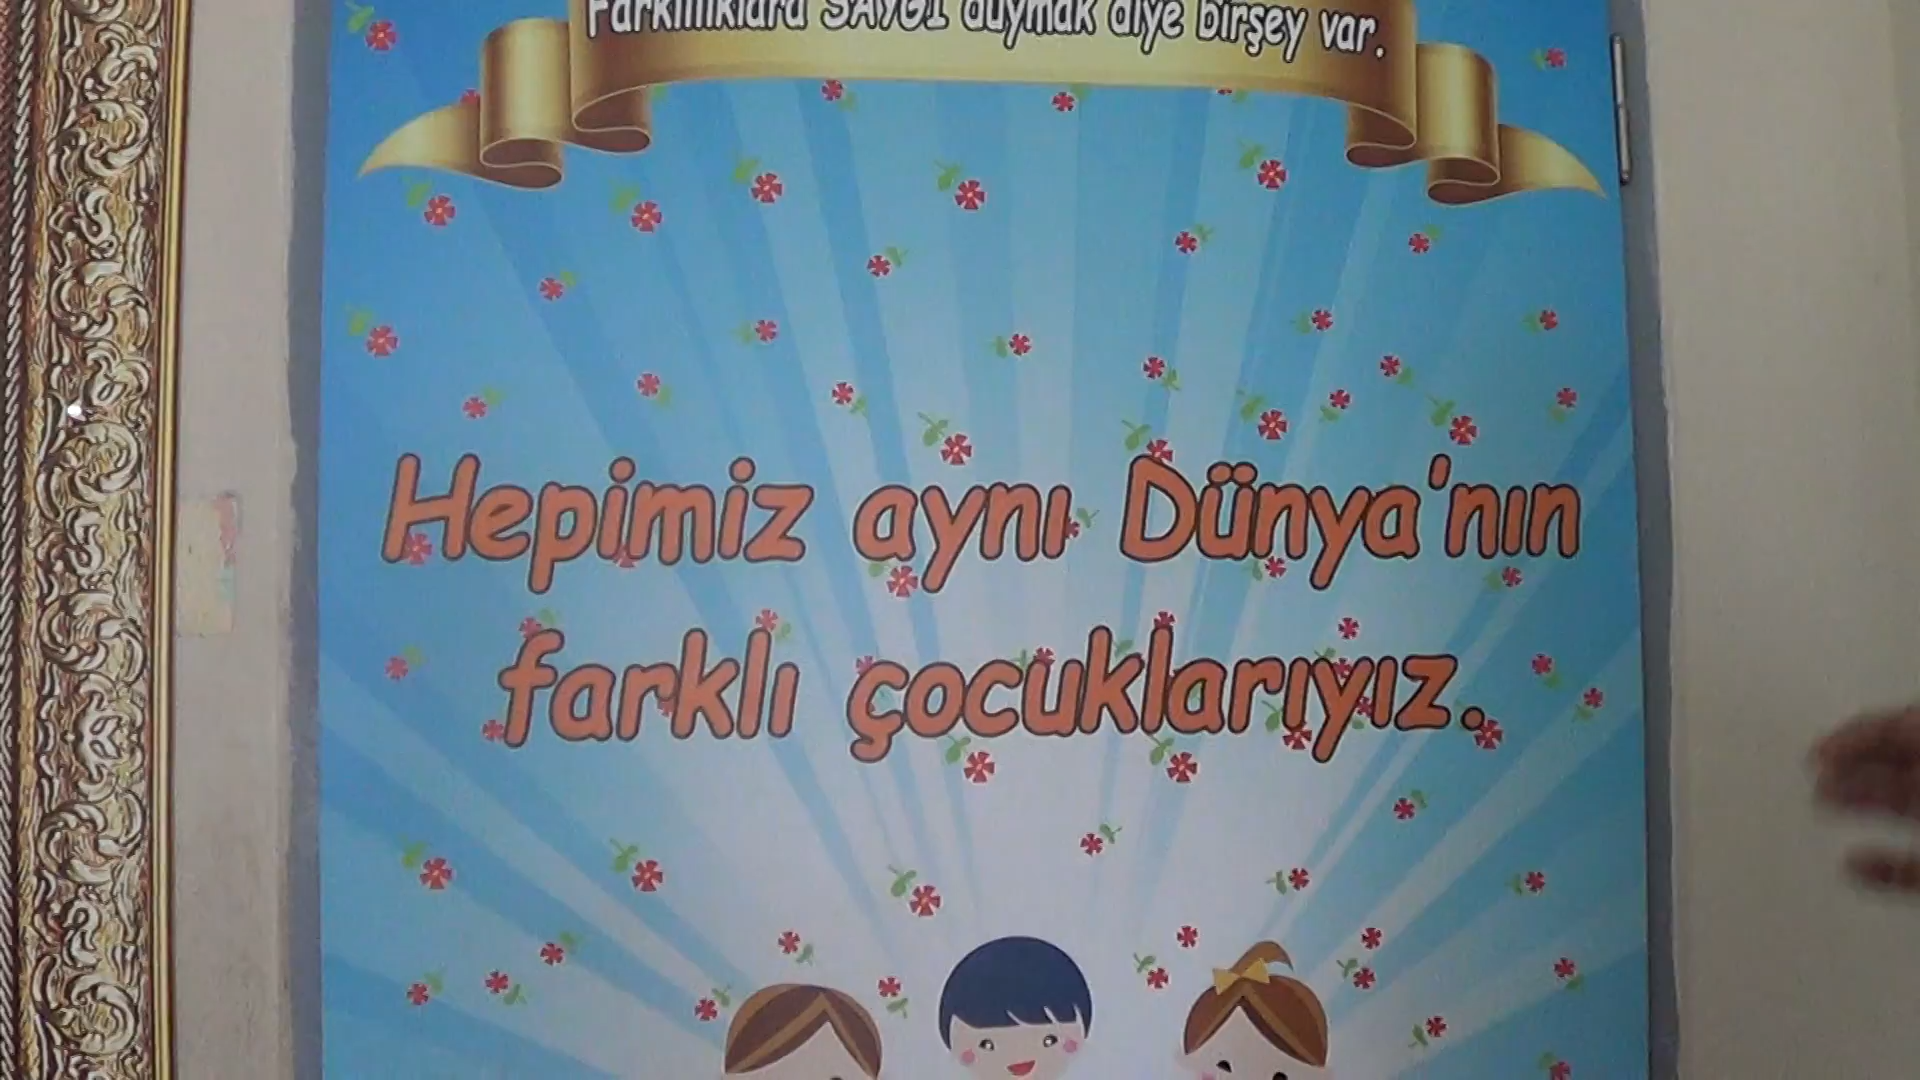 Farklılıklara SAYGI duymak diye birşey var.
Hepimiz aynı Dünya'nın
farklı çocuklarıyız.